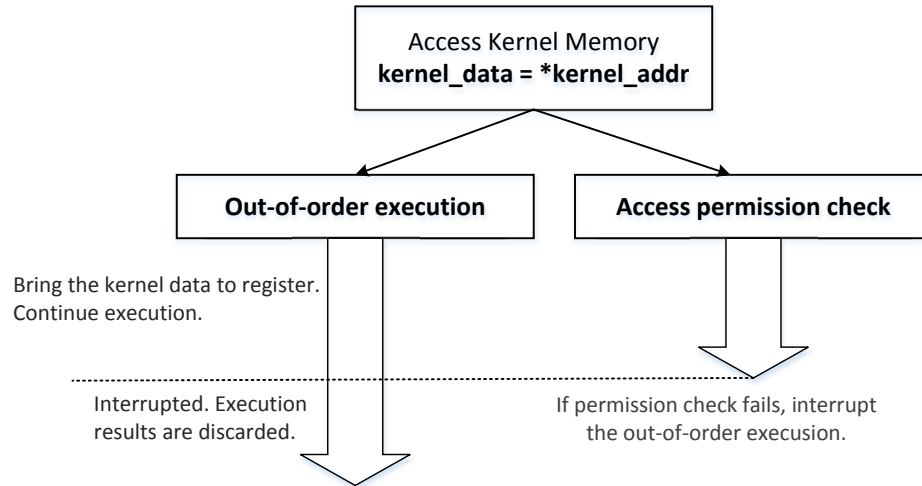 Access Kernel Memory
kernel_data = *kernel_addr
Out-of-order execution
Access permission check
Bring the kernel data to register.
Continue execution.
Interrupted. Execution
results are discarded.
If permission check fails, interrupt
the out-of-order execusion.